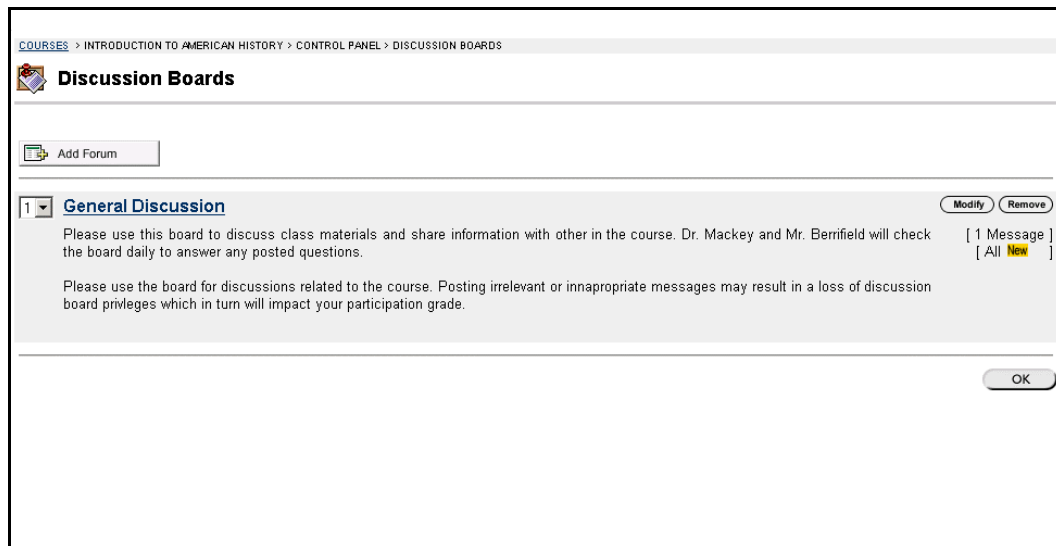 COURSES > INTRODUCTION TO AMERICAN HISTORY > CONTROL PANEL > DISCUSSION BOARDS
Discussion Boards
Add Forum
1 General Discussion Modify Remove
Please use this board to discuss class materials and share information with other in the course. Dr. Mackey and Mr. Berrifield will check [ 1 Message ]
the board daily to answer any posted questions. [ All New ]
Please use the board for discussions related to the course. Posting irrelevant or innapropriate messages may result in a loss of discussion
board privleges which in turn will impact your participation grade.
OK